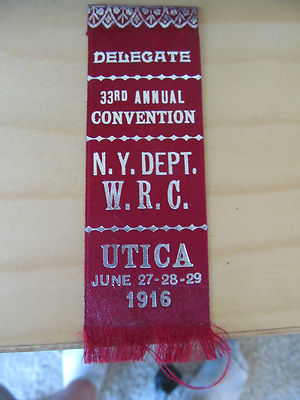 DELEGATE
33RD ANNUAL
CONVENTION
N.Y. DEPT.
W. R. C.
UTICA
JUNE 27-28-29
1916